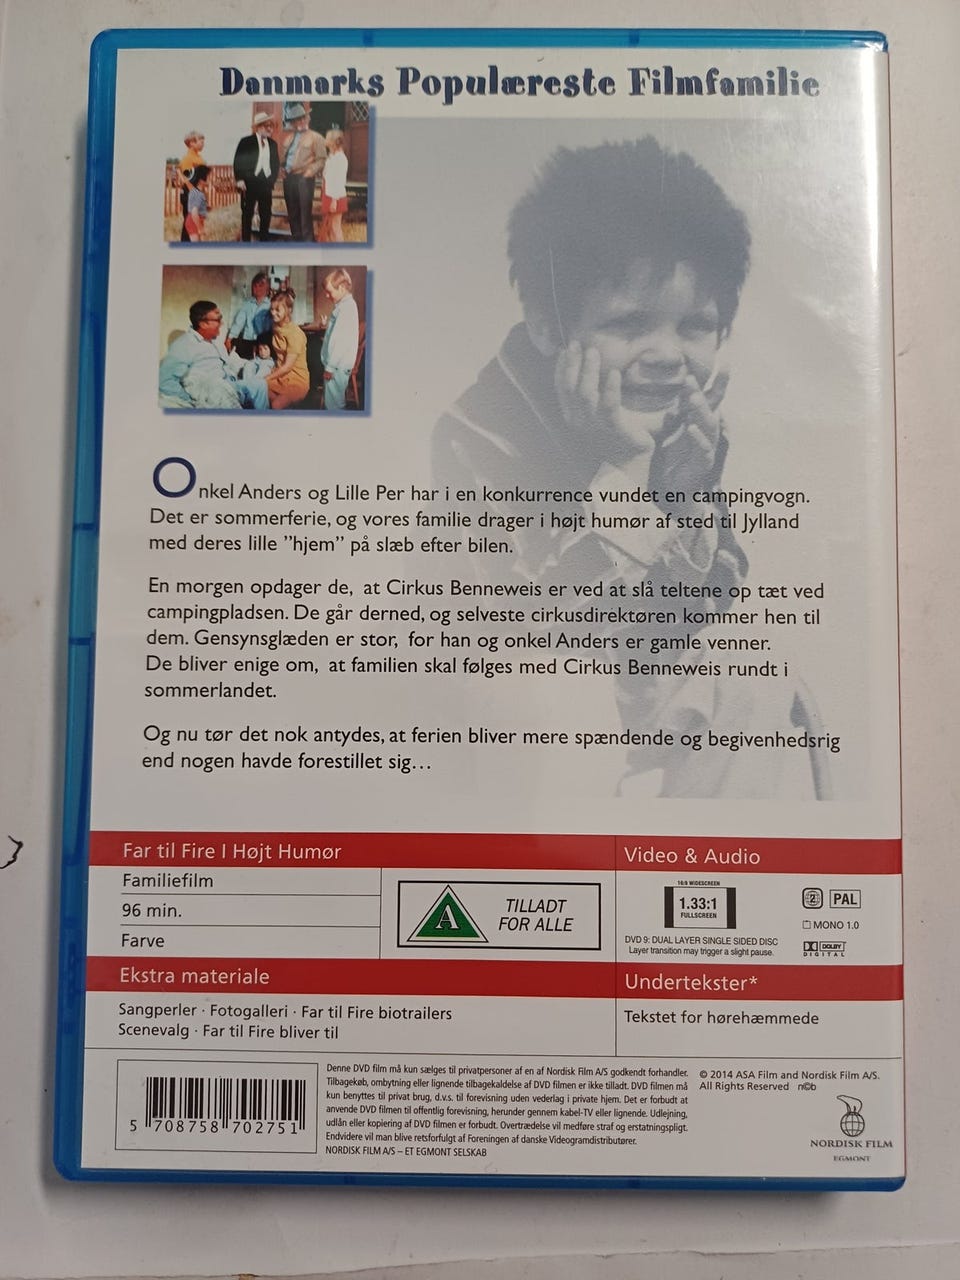 Danmarks Populæreste Filmfamilie
Onkel Anders og Lille Per har i en konkurrence vundet en campingvogn.
Det er sommerferie, og vores familie drager i højt humør af sted til Jylland
med deres lille ”hjem” på slæb efter bilen.
En morgen opdager de, at Cirkus Benneweis er ved at slå teltene op tæt ved
campingpladsen. De går derned, og selveste cirkusdirektøren kommer hen til
dem. Gensynsglæden er stor, for han og onkel Anders er gamle venner.
De bliver enige om, at familien skal følges med Cirkus Benneweis rundt i
sommerlandet.
Og nu tør det nok antydes, at ferien bliver mere spændende og begivenhedsrig
end nogen havde forestillet sig...
Far til Fire I Højt Humør
Familiefilm
96 min.
Farve
A
TILLADT
FOR ALLE
Video & Audio
16:9 WIDESCREEN
1.33:1
FULLSCREEN
2
PAL
MONO 1.0
DOLBY
DIGITAL
DVD 9: DUAL LAYER SINGLE SIDED DISC
Layer transition may trigger a slight pause.
Ekstra materiale
Sangperler · Fotogalleri · Far til Fire biotrailers
Scenevalg · Far til Fire bliver til
Undertekster*
Tekstet for hørehæmmede
5 708758 702751
Denne DVD film må kun sælges til privatpersoner af en af Nordisk Film A/S godkendt forhandler.
Tilbagekøb, ombytning eller lignende tilbagekaldelse af DVD filmen er ikke tilladt. DVD filmen må
kun benyttes til privat brug, d.v.s. til forevisning uden vederlag i private hjem. Det er forbudt at
anvende DVD filmen til offentlig forevisning, herunder gennem kabel-TV eller lignende. Udlejning,
udlån eller kopiering af DVD filmen er forbudt. Overtrædelse vil medføre straf og erstatningspligt.
Endvidere vil man blive retsforfulgt af Foreningen af danske Videogramdistributører.
NORDISK FILM A/S – ET EGMONT SELSKAB
© 2014 ASA Film and Nordisk Film A/S.
All Rights Reserved n©b
NORDISK FILM
EGMONT